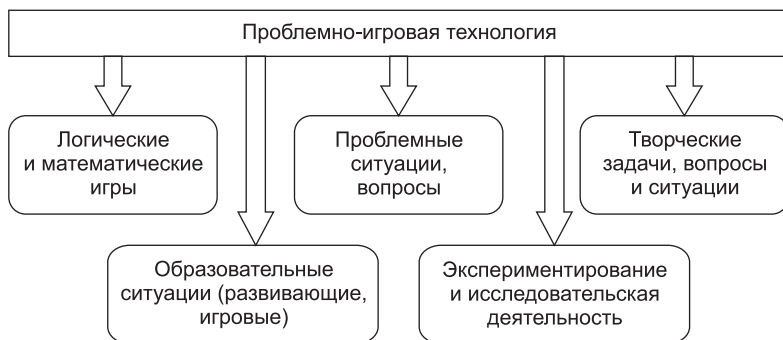 Проблемно-игровая технология
Логические
и математические
игры
Проблемные
ситуации,
вопросы
Творческие
задачи, вопросы
и ситуации
Образовательные
ситуации (развивающие,
игровые)
Экспериментирование
и исследовательская
деятельность